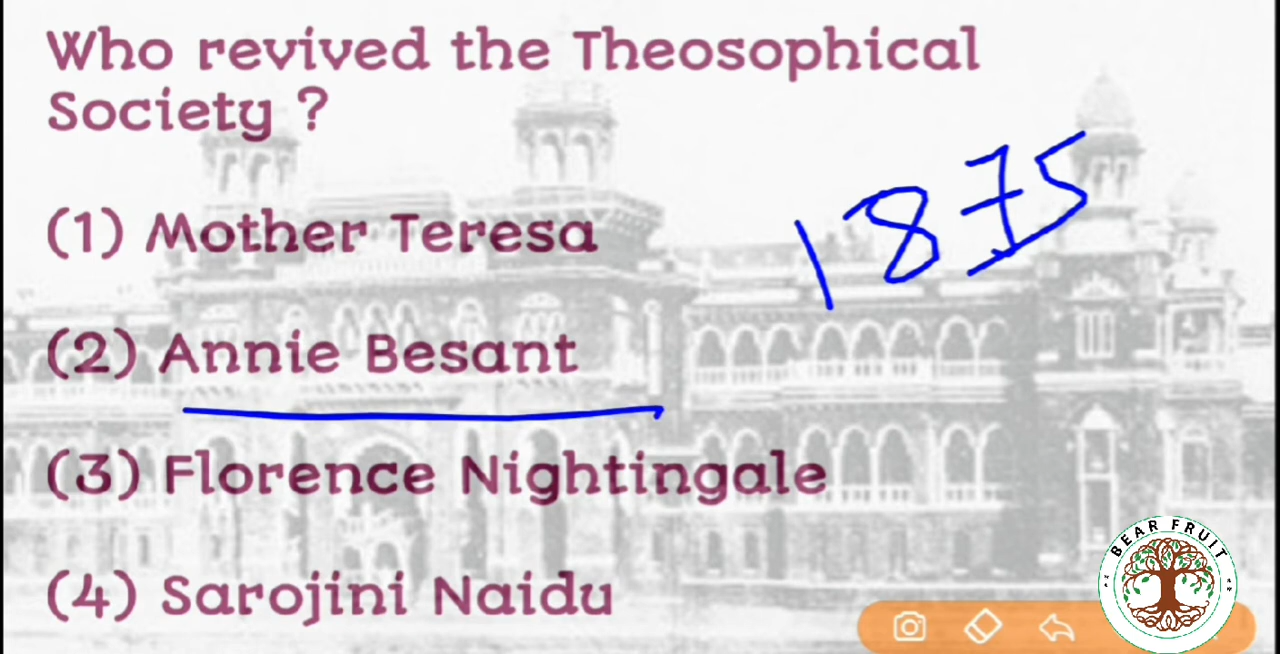 Who revived the Theosophical
Society ?
1875
(1) Mother Teresa
(2) Annie Besant
(3) Florence Nightingale
(4) Sarojini Naidu
BEAR FRUIT